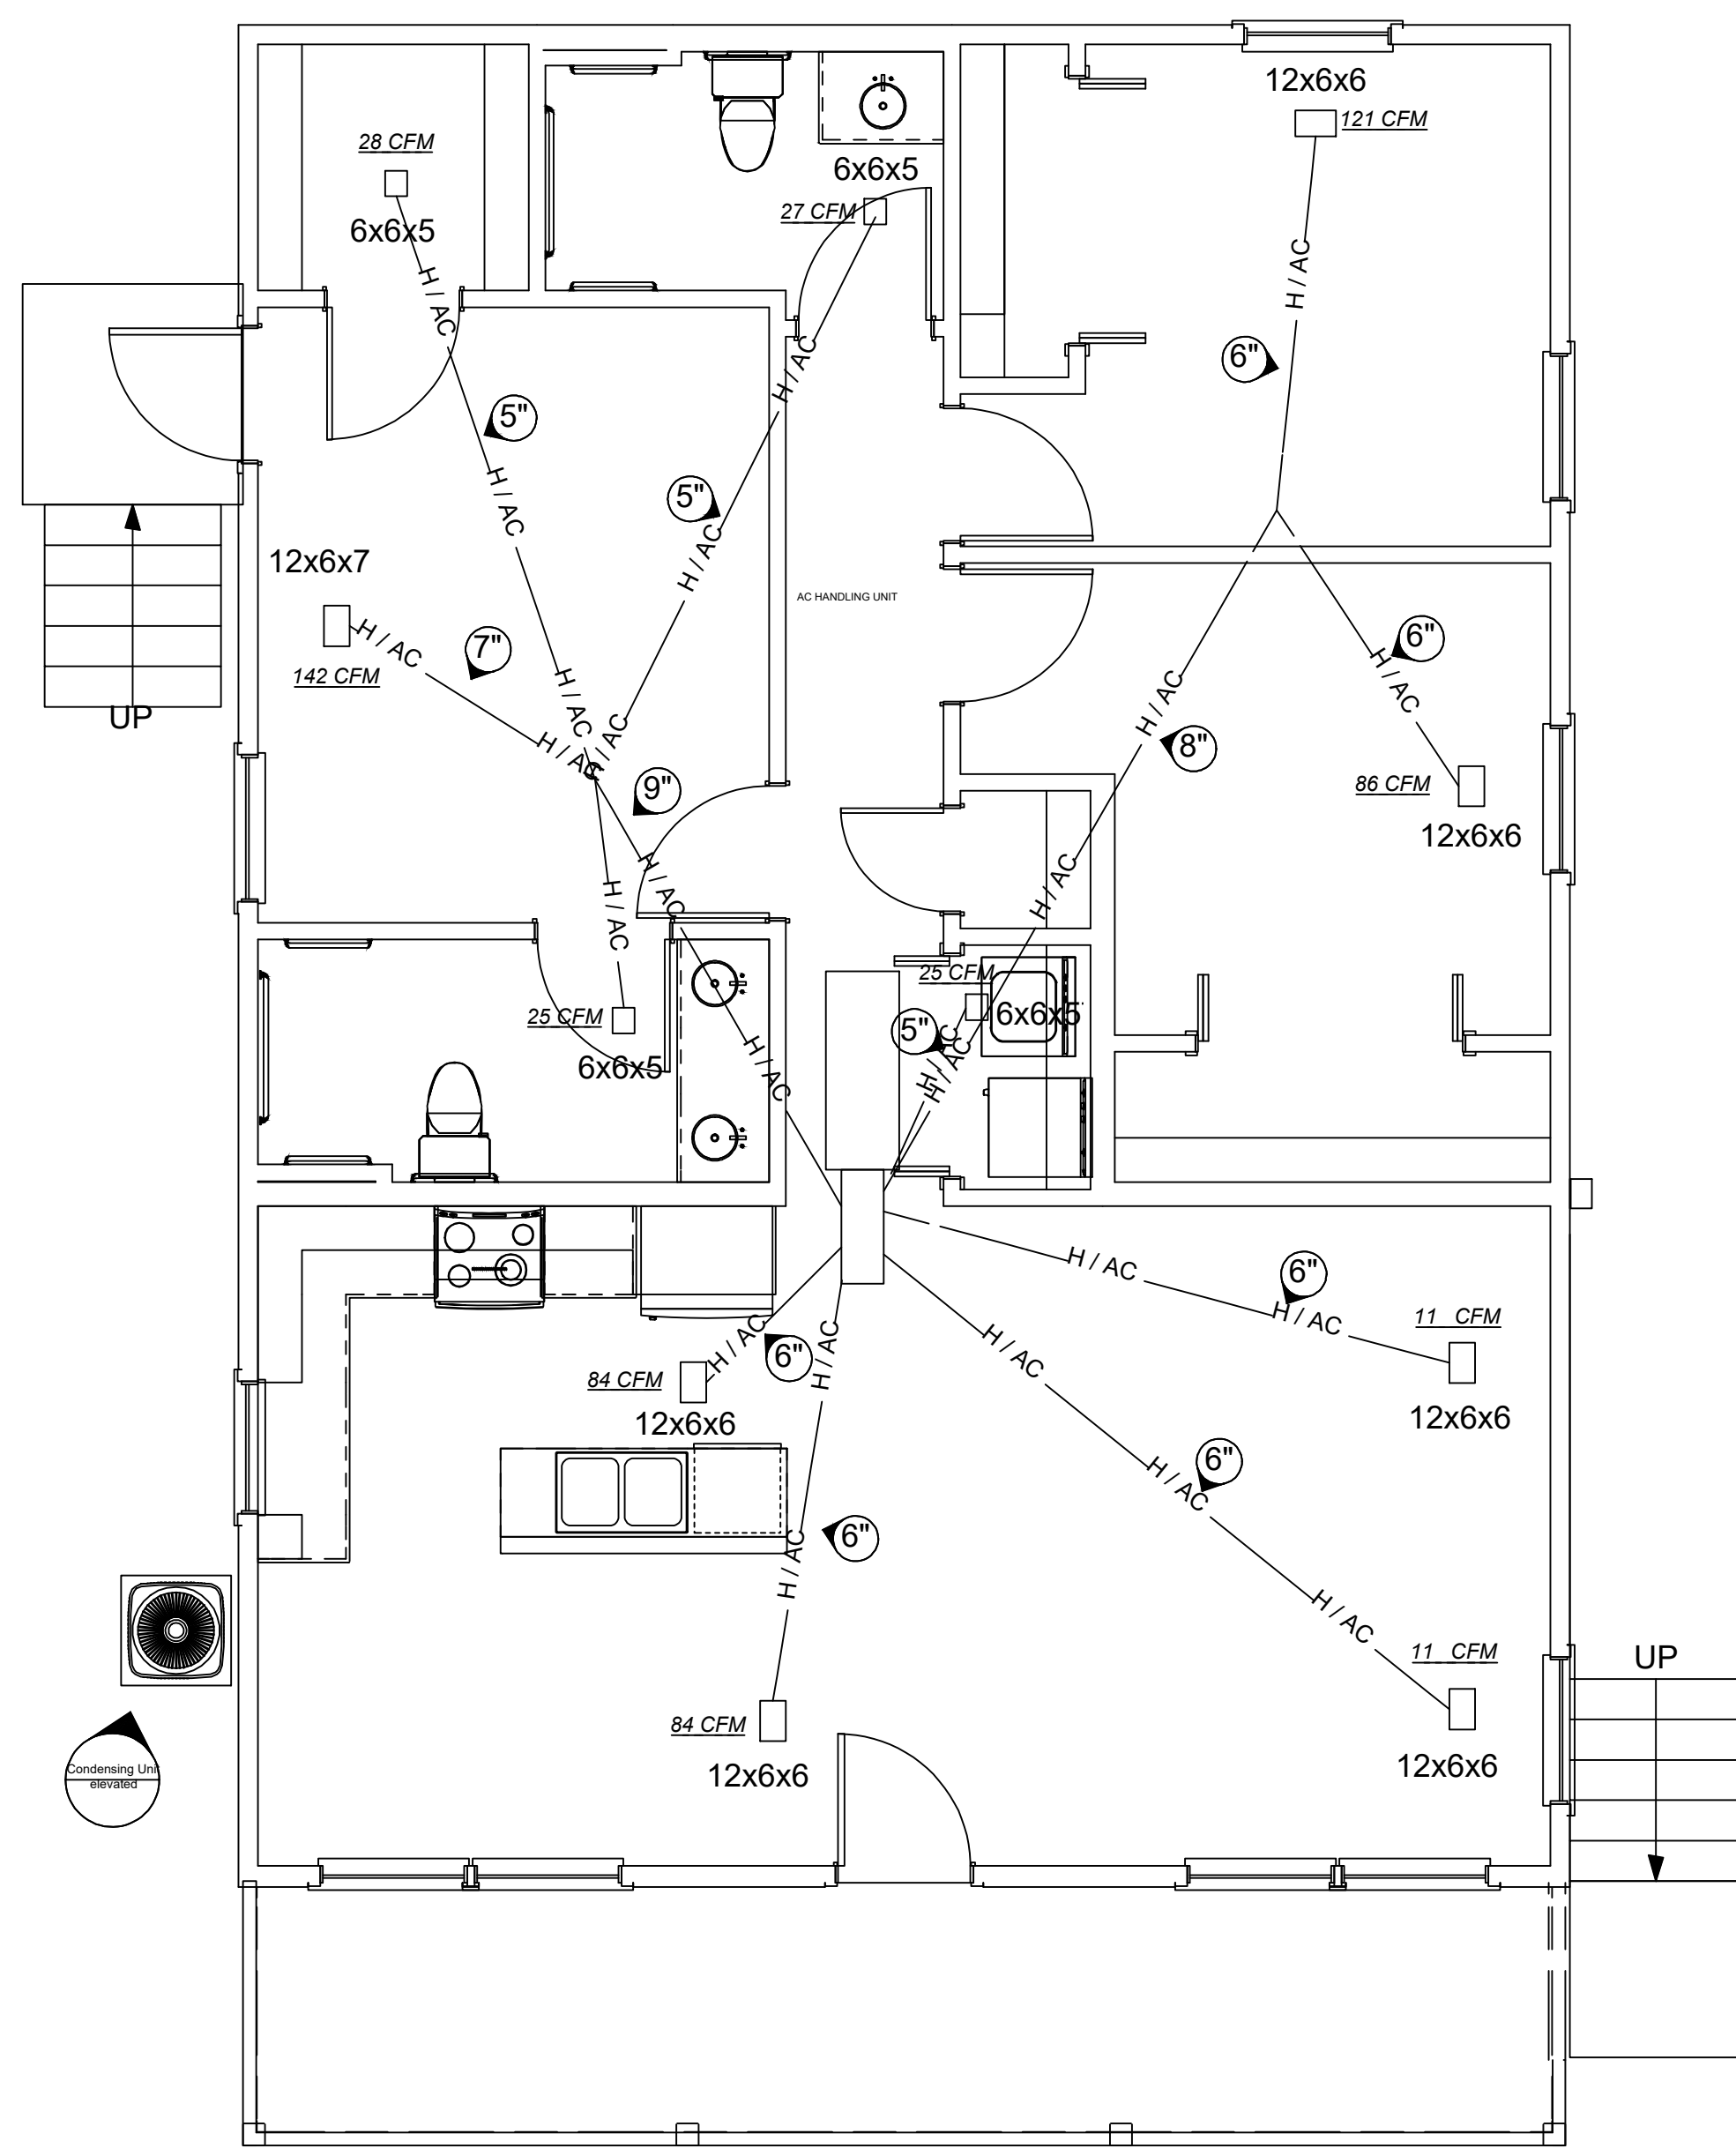 12x6x6
121 CFM
28 CFM
6x6x5
6x6x5
27 CFM
H / AC
H / AC
H / AC
6"
5"
5"
H / AC
H / AC
12x6x7
AC HANDLING UNIT
H / AC
7"
142 CFM
UP
6"
H / AC
H / AC
H / AC
H / AC
H / AC
8"
9"
86 CFM
12x6x6
H / AC
H / AC
H / AC
25 CFM
6x6x5
5"
25 CFM
6x6x5
H / AC
H / AC
H / AC
H / AC
6"
11 CFM
H / AC
12x6x6
H / AC
H / AC
H / AC
6"
84 CFM
12x6x6
6"
H / AC
6"
H / AC
H / AC
11 CFM
12x6x6
UP
84 CFM
12x6x6
Condensing Unit
elevated